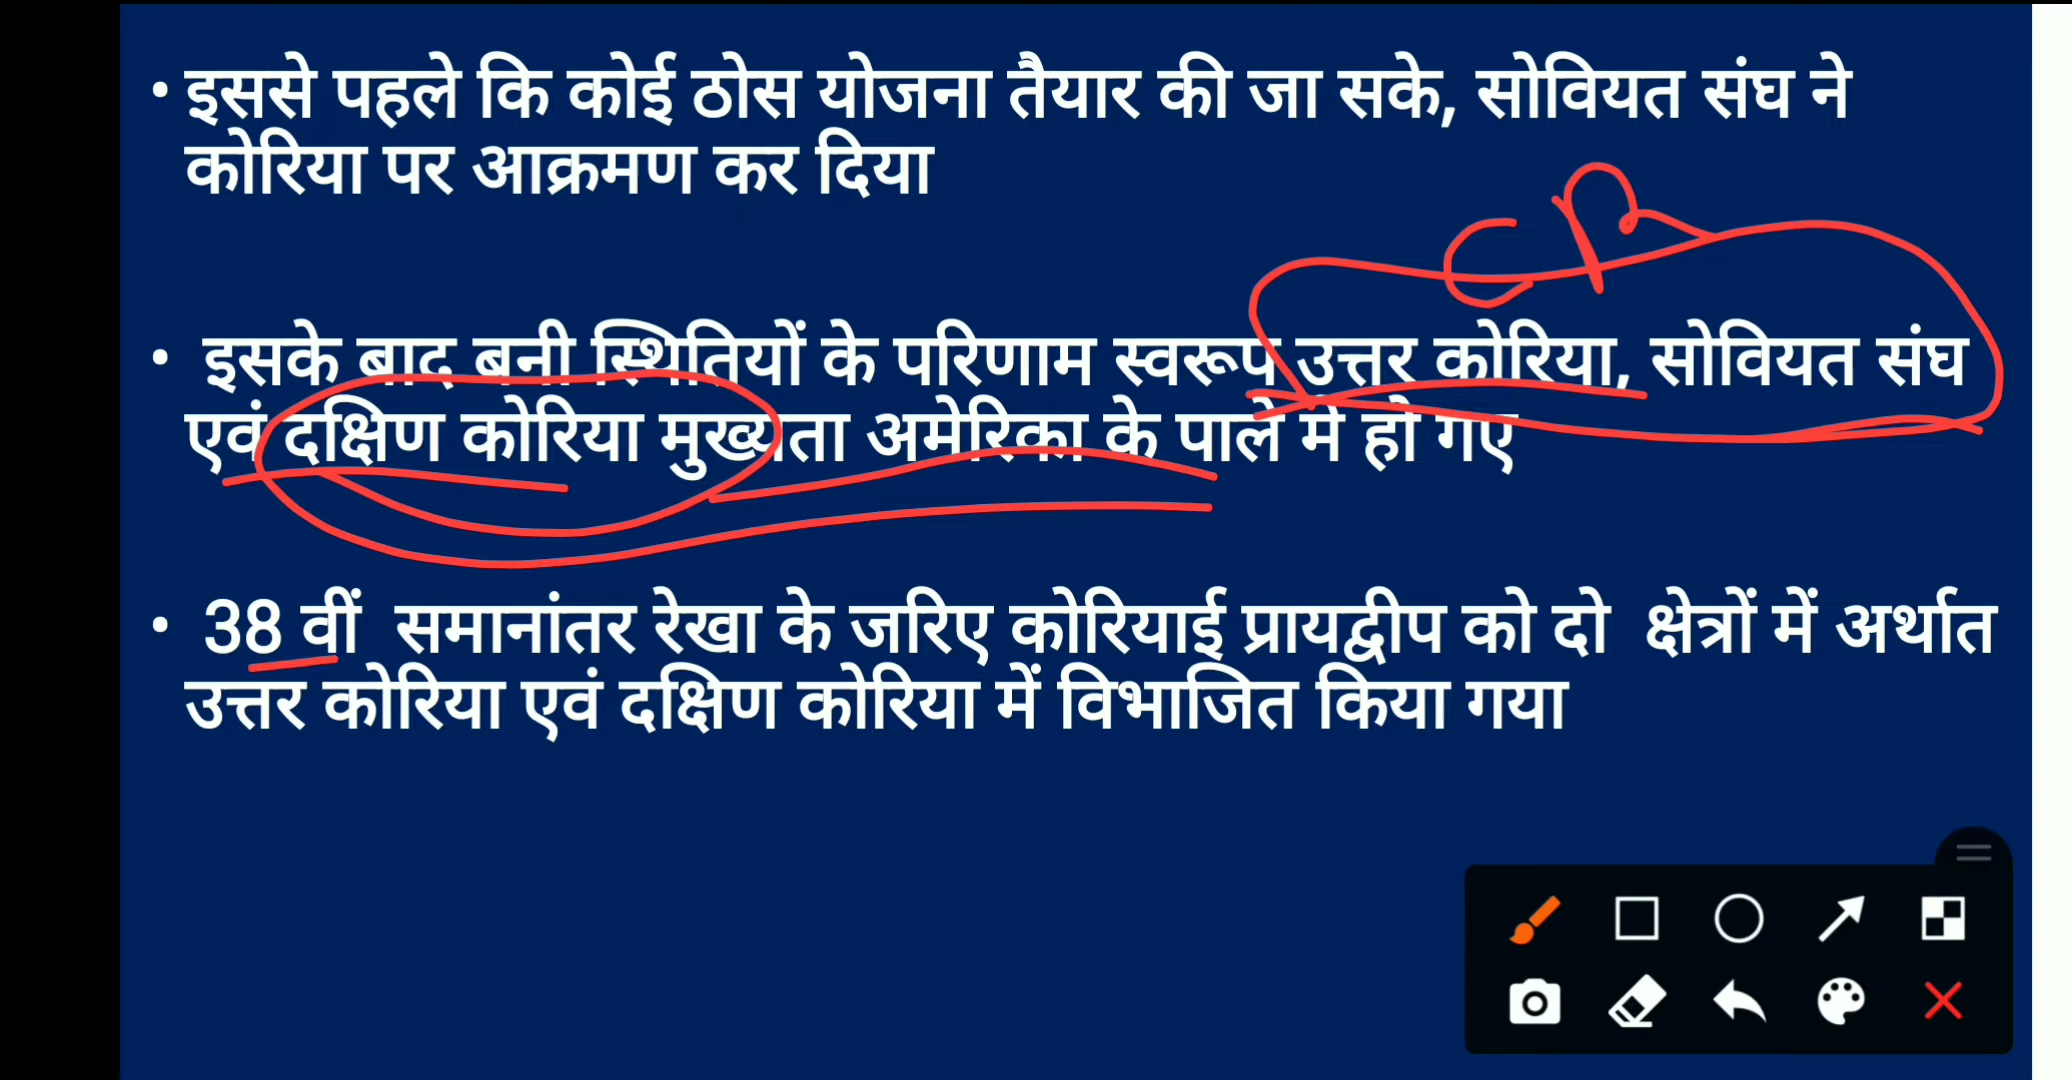 • इससे पहले कि कोई ठोस योजना तैयार की जा सके, सोवियत संघ ने
कोरिया पर आक्रमण कर दिया
• इसके बाद बनी स्थितियों के परिणाम स्वरूप उत्तर कोरिया, सोवियत संघ
एवं दक्षिण कोरिया मुख्यता अमेरिका के पाले में हो गए
• 38 वीं समानांतर रेखा के जरिए कोरियाई प्रायद्वीप को दो क्षेत्रों में अर्थात
उत्तर कोरिया एवं दक्षिण कोरिया में विभाजित किया गया